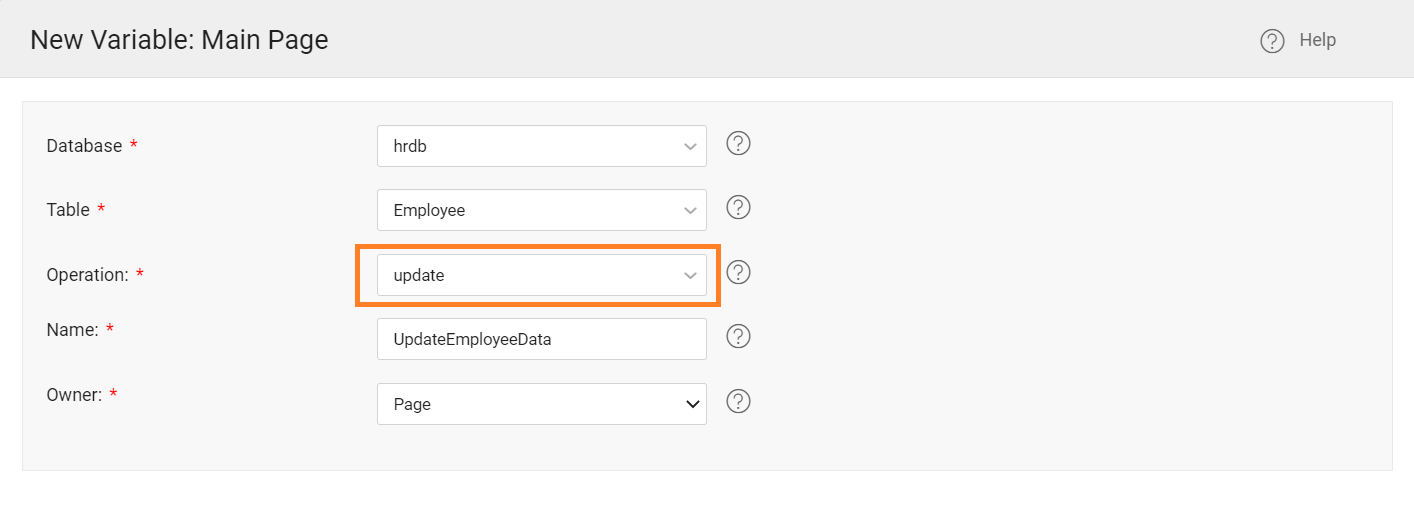 New Variable: Main Page
Help
Database *
hrdb
Table *
Employee
Operation: *
update
Name: *
UpdateEmployeeData
Owner: *
Page